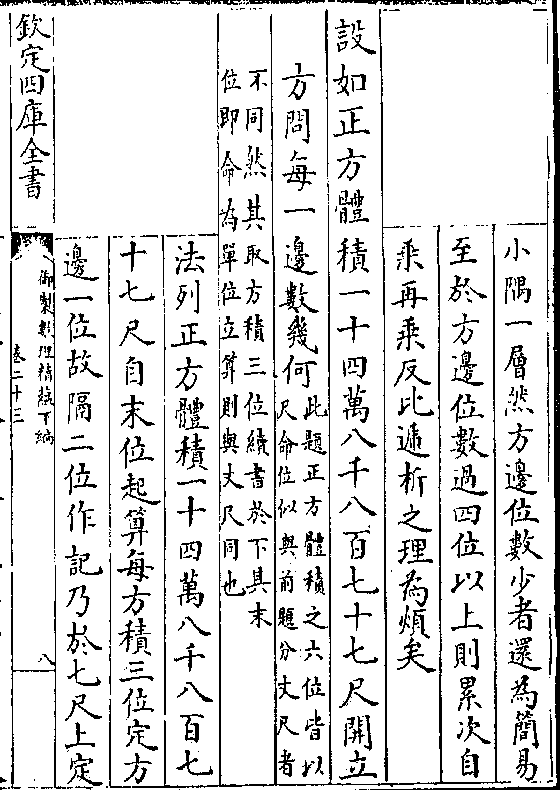 小隅一層然方邊位數少者還為簡易
至於方邊位數過四位以上則累次自
乘再乘反比遞析之理為煩矣
設如正方體積一十四萬八千八百七十七尺開立
方問每一邊數幾何
此題正方體積之六位皆以
尺命位似與前題分丈尺者
不同然其取方積三位續書於下其末
位即命為單位立算則與丈尺同也
法列正方體積一十四萬八千八百七
十七尺自末位起算每方積三位定方
邊一位故隔二位作記乃於七尺上定
欽定四庫全書
御製數理精蘊下編
卷二十三
八